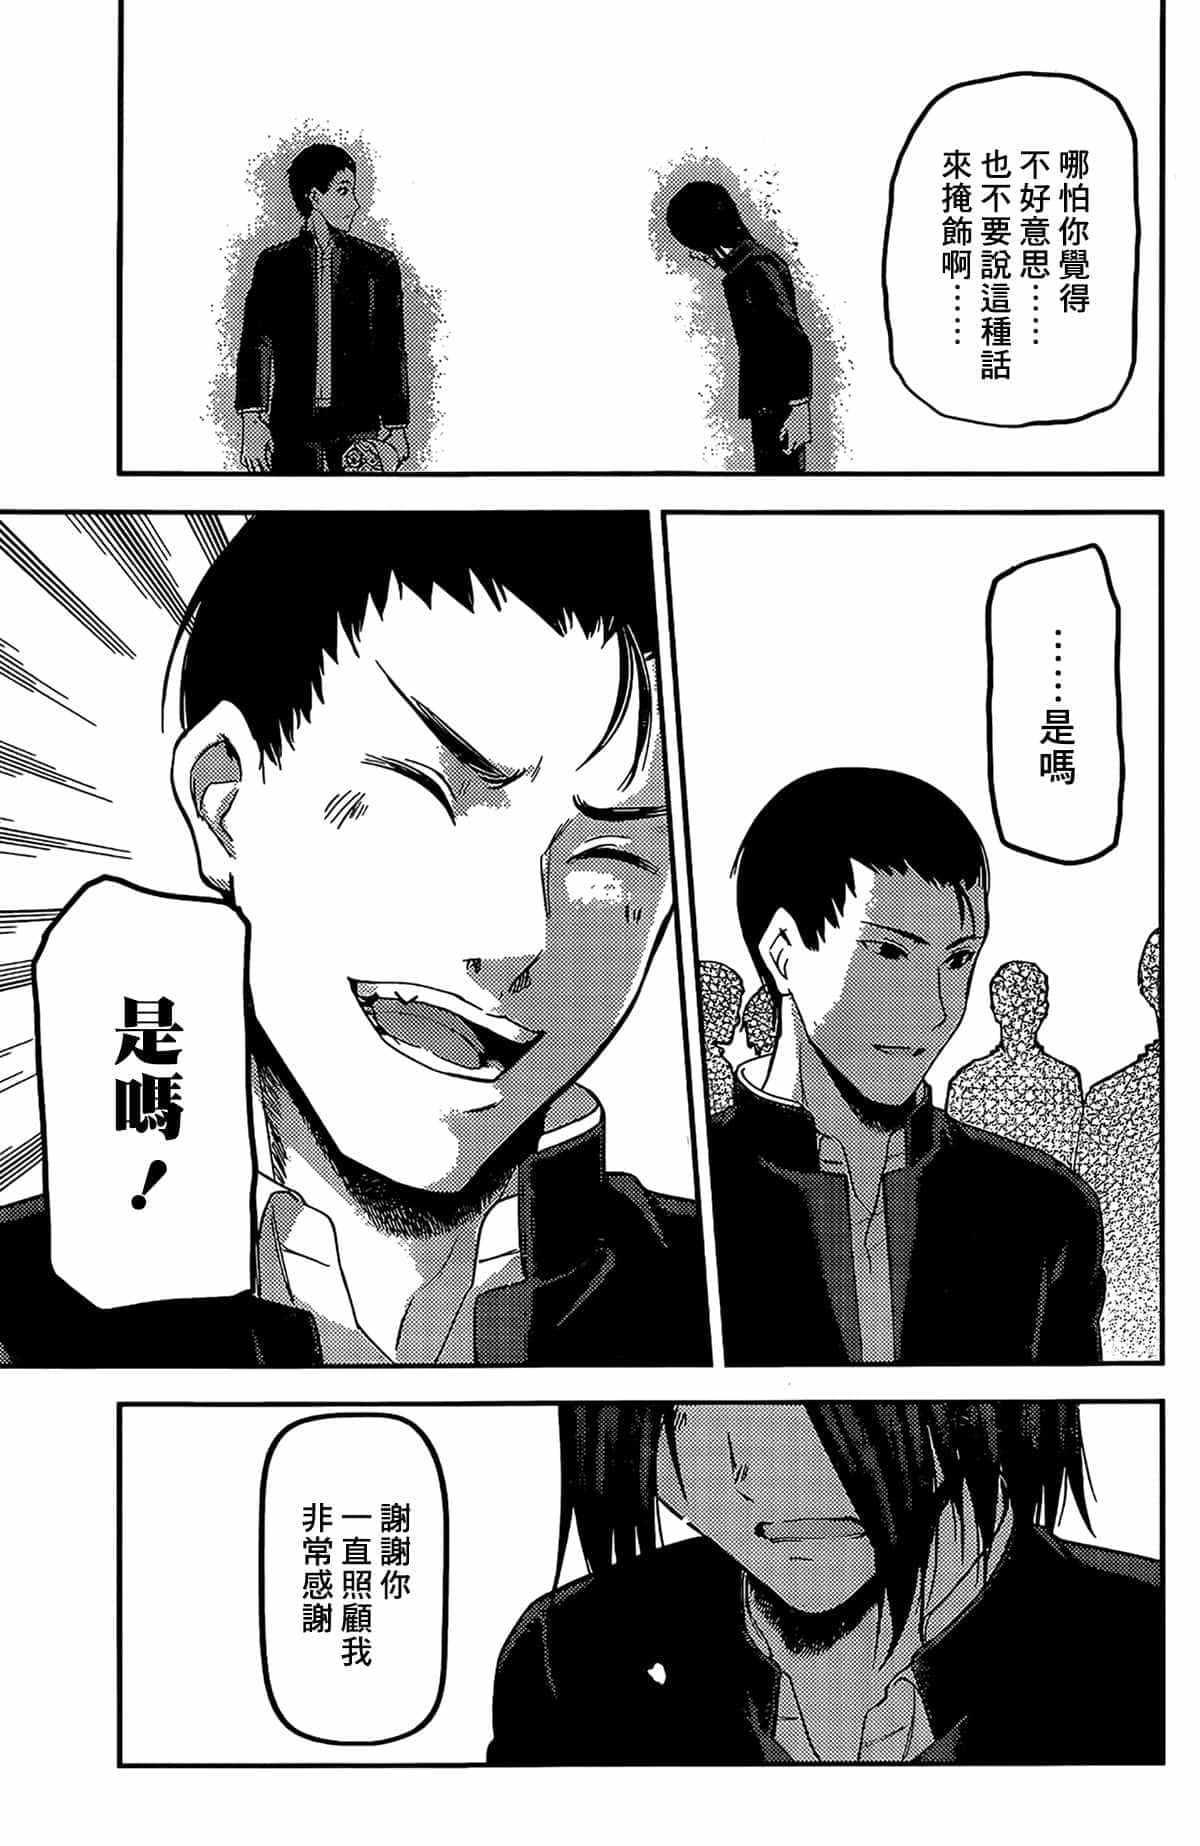 哪怕你覺得
不好意思……
也不要說這種話
來掩飾啊……
……是嗎
是嗎！
謝謝你
一直照顧我
非常感謝